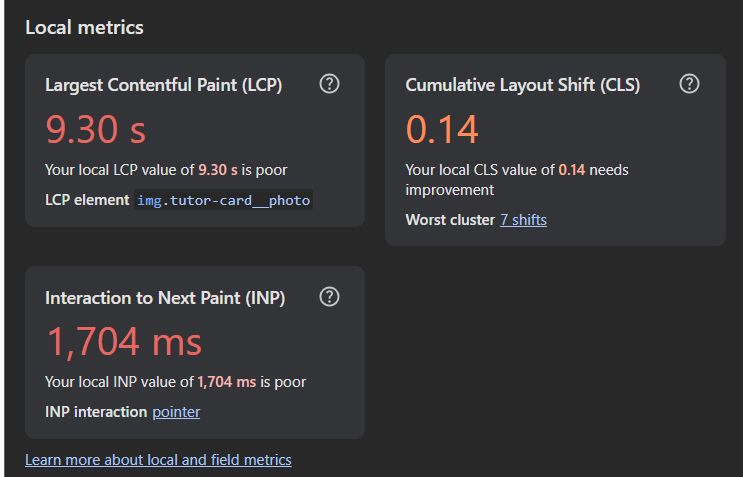 Local metrics
Largest Contentful Paint (LCP)
9.30 s
Your local LCP value of 9.30 s is poor
LCP element img.tutor-card__photo
Cumulative Layout Shift (CLS)
0.14
Your local CLS value of 0.14 needs
improvement
Worst cluster 7 shifts
Interaction to Next Paint (INP)
1,704 ms
Your local INP value of 1,704 ms is poor
INP interaction pointer
Learn more about local and field metrics